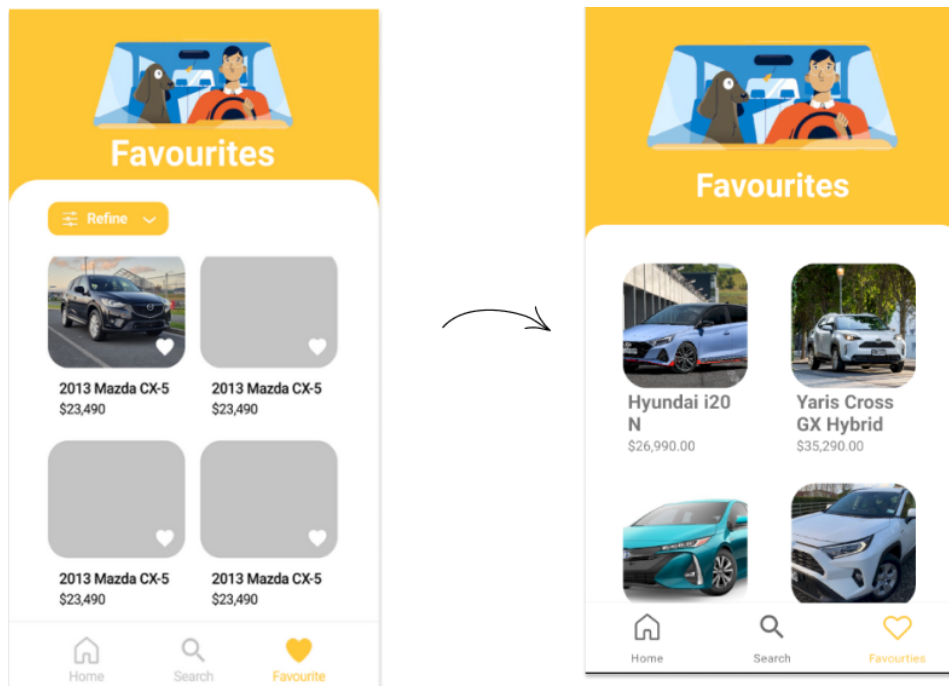 Favourites
Refine
2013 Mazda CX-5
$23,490
2013 Mazda CX-5
$23,490
2013 Mazda CX-5
$23,490
2013 Mazda CX-5
$23,490
Home
Search
Favourite
Favourites
Hyundai i20
N
$26,990.00
Yaris Cross
GX Hybrid
$35,290.00
Home
Search
Favourties